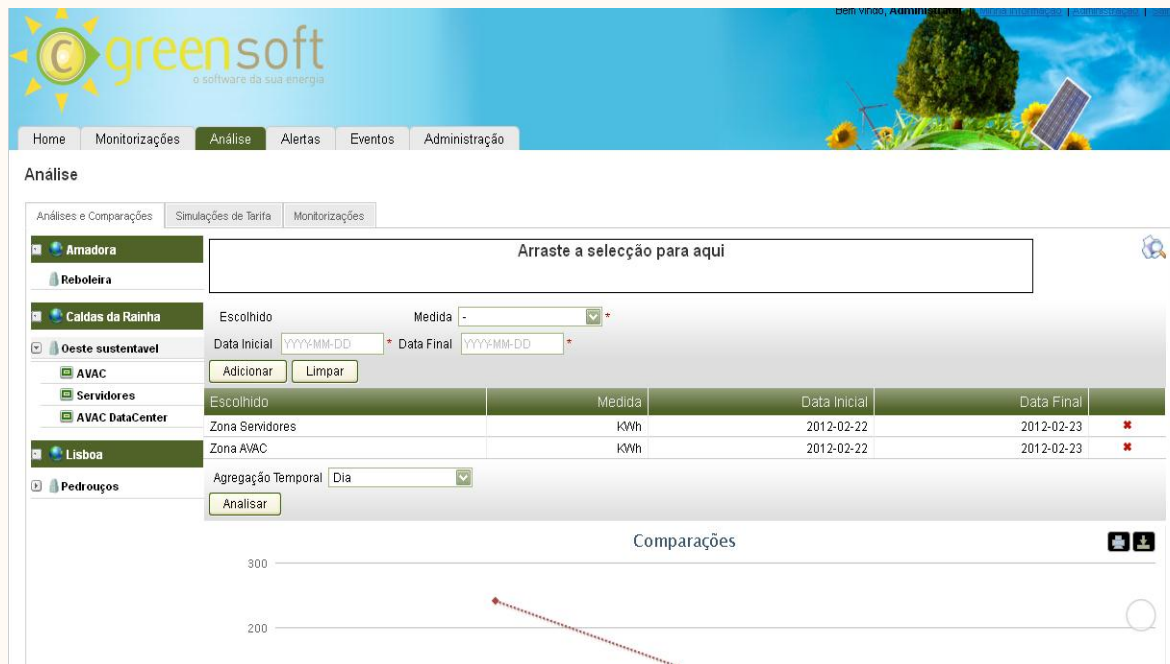 Bem vindo, Administrator | Minha Informação | Administração |
c greensoft
o software da sua energia
Home Monitorizações Análise Alertas Eventos Administração
Análise
Análises e Comparações Simulações de Tarifa Monitorizações
Amadora
Arraste a selecção para aqui
Reboleira
Caldas da Rainha
Escolhido Medida - *
Oeste sustentavel
Data Inicial YYYY-MM-DD * Data Final YYYY-MM-DD *
AVAC
Adicionar Limpar
Servidores
Escolhido Medida Data Inicial Data Final
AVAC DataCenter
Zona Servidores KWh 2012-02-22 2012-02-23
Lisboa
Zona AVAC KWh 2012-02-22 2012-02-23
Pedrouços
Agregação Temporal Dia
Analisar
Comparações
300
200